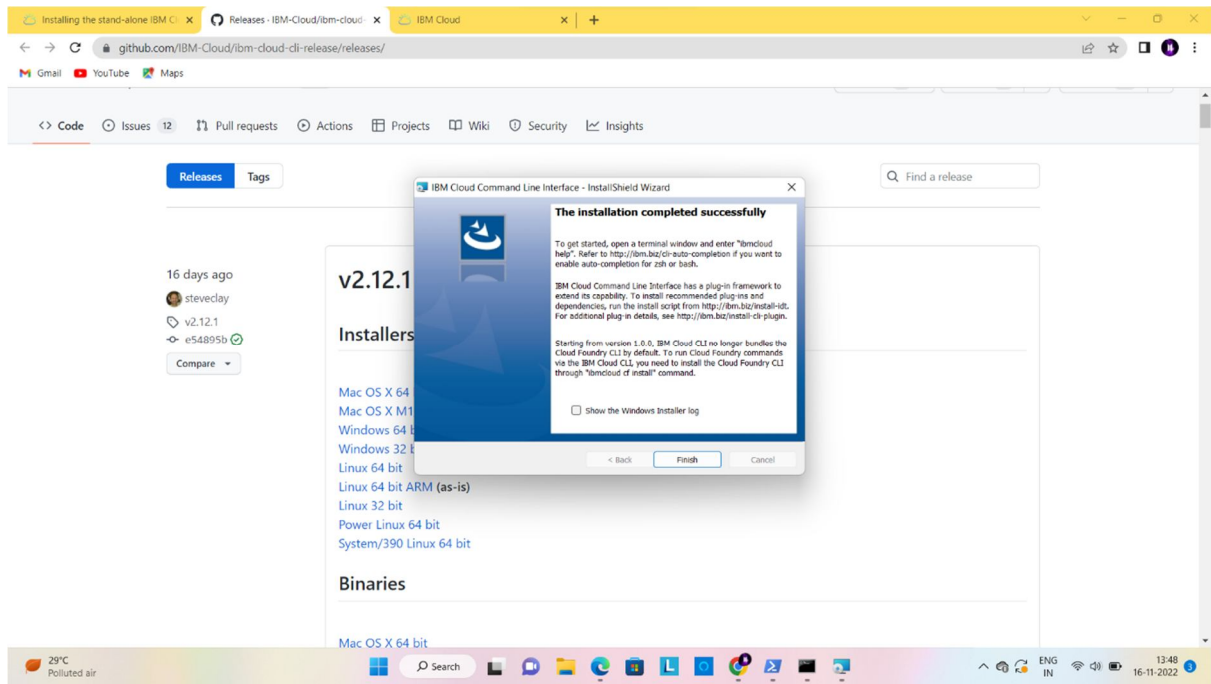 Installing the stand-alone IBM Cl
Releases · IBM-Cloud/ibm-cloud-
IBM Cloud
github.com/IBM-Cloud/ibm-cloud-cli-release/releases/
Gmail YouTube Maps
Code Issues 12 Pull requests Actions Projects Wiki Security Insights
Releases Tags
Find a release
16 days ago
steveclay
v2.12.1
e54895b
Compare
v2.12.1
Installers
Mac OS X 64
Mac OS X M1
Windows 64 b
Windows 32 b
Linux 64 bit
Linux 64 bit ARM (as-is)
Linux 32 bit
Power Linux 64 bit
System/390 Linux 64 bit
Binaries
Mac OS X 64 bit
IBM Cloud Command Line Interface - InstallShield Wizard
The installation completed successfully
To get started, open a terminal window and enter "ibmcloud
help". Refer to http://ibm.biz/cli-auto-completion if you want to
enable auto-completion for zsh or bash.
IBM Cloud Command Line Interface has a plug-in framework to
extend its capability. To install recommended plug-ins and
dependencies, run the install script from http://ibm.biz/install-idt.
For additional plug-in details, see http://ibm.biz/install-cli-plugin.
Starting from version 1.0.0, IBM Cloud CLI no longer bundles the
Cloud Foundry CLI by default. To run Cloud Foundry commands
via the IBM Cloud CLI, you need to install the Cloud Foundry CLI
through "ibmcloud cf install" command.
Show the Windows Installer log
< Back Finish Cancel
29°C
Polluted air
Search
ENG
IN
13:48
16-11-2022
3